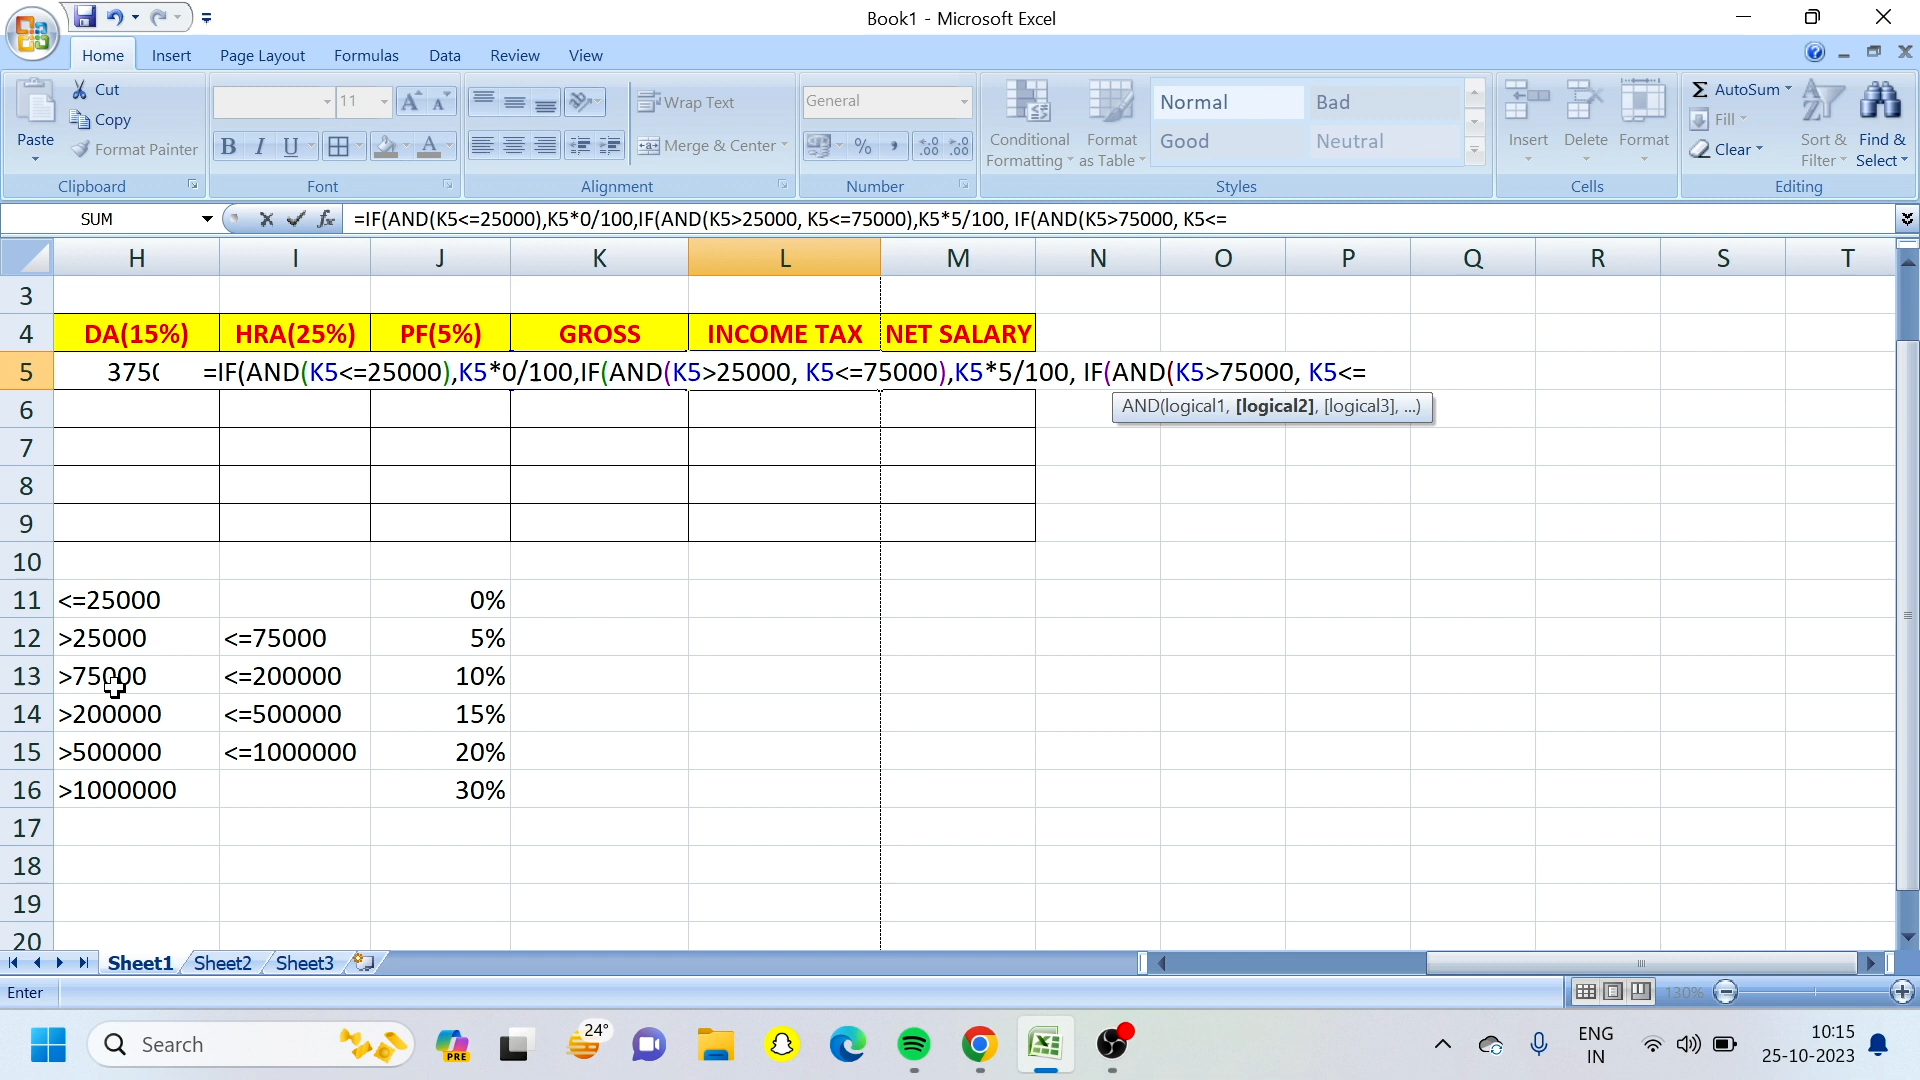 Book1 - Microsoft Excel
Home Insert Page Layout Formulas Data Review View
Paste
Cut
Copy
Format Painter
Clipboard
11
A A
B I U
A
Font
Wrap Text
Merge & Center
Alignment
General
%
Number
Conditional Formatting
Format as Table
Normal
Bad
Good
Neutral
Styles
Insert
Delete
Format
Cells
Σ AutoSum
Fill
Clear
Sort & Filter
Find & Select
Editing
SUM
fx
=IF(AND(K5<=25000),K5*0/100,IF(AND(K5>25000, K5<=75000),K5*5/100, IF(AND(K5>75000, K5<=
H I J K L M N O P Q R S T
3
4 DA(15%) HRA(25%) PF(5%) GROSS INCOME TAX NET SALARY
5 375( =IF(AND(K5<=25000),K5*0/100,IF(AND(K5>25000, K5<=75000),K5*5/100, IF(AND(K5>75000, K5<=
6
AND(logical1, [logical2], [logical3], ...)
7
8
9
10
11 <=25000 0%
12 >25000 <=75000 5%
13 >75000 <=200000 10%
14 >200000 <=500000 15%
15 >500000 <=1000000 20%
16 >1000000 30%
17
18
19
20
Sheet1 Sheet2 Sheet3
Enter
130%
Search
PRE
24°
ENG
IN
10:15
25-10-2023